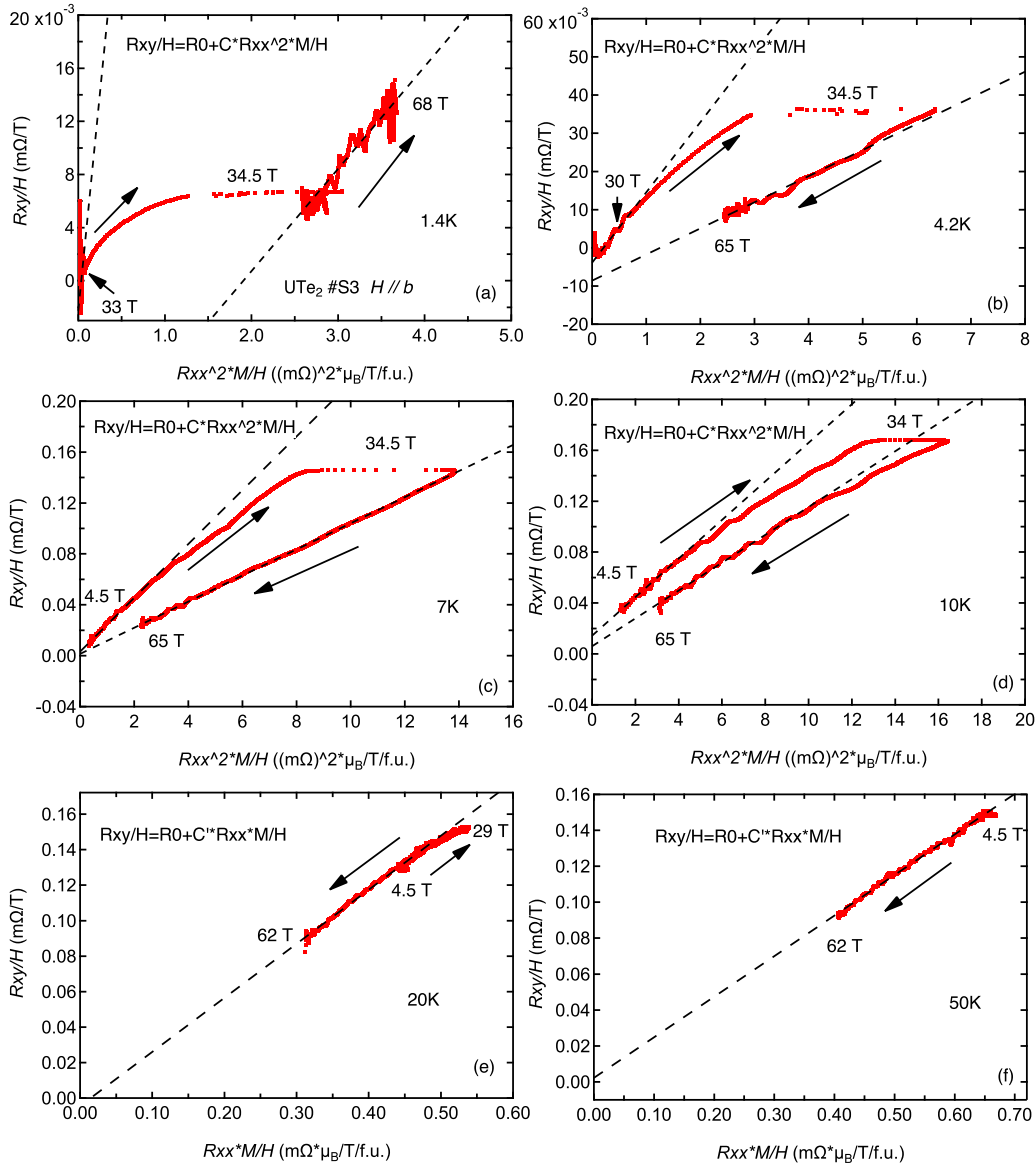 (a)
20 x10^-3
Rxy/H=R0+C*Rxx^2*M/H
16
12
8
4
0
Rxy/H (mΩ/T)
68 T
34.5 T
1.4K
33 T
UTe₂ #S3 H // b
0.0 1.0 2.0 3.0 4.0 5.0
Rxx^2*M/H ((mΩ)^2*μB/T/f.u.)
(b)
60 x10^-3
Rxy/H=R0+C*Rxx^2*M/H
40
30
20
10
0
-10
-20
Rxy/H (mΩ/T)
34.5 T
30 T
65 T
4.2K
0 1 2 3 4 5 6 7 8
Rxx^2*M/H ((mΩ)^2*μB/T/f.u.)
0.20
Rxy/H=R0+C*Rxx^2*M/H
0.16
0.12
0.08
0.04
0.00
-0.04
Rxy/H (mΩ/T)
34.5 T
4.5 T
65 T
7K
(c)
0 2 4 6 8 10 12 14 16
Rxx^2*M/H ((mΩ)^2*μB/T/f.u.)
0.20
Rxy/H=R0+C*Rxx^2*M/H
0.16
0.12
0.08
0.04
0.00
-0.04
Rxy/H (mΩ/T)
34 T
4.5 T
65 T
10K
(d)
0 2 4 6 8 10 12 14 16 18 20
Rxx^2*M/H ((mΩ)^2*μB/T/f.u.)
0.16
Rxy/H=R0+C'*Rxx*M/H
0.14
0.12
0.10
0.08
0.06
0.04
0.02
0.00
Rxy/H (mΩ/T)
29 T
4.5 T
62 T
20K
(e)
0.00 0.10 0.20 0.30 0.40 0.50 0.60
Rxx*M/H (mΩ*μB/T/f.u.)
0.16
Rxy/H=R0+C'*Rxx*M/H
0.14
0.12
0.10
0.08
0.06
0.04
0.02
0.00
Rxy/H (mΩ/T)
4.5 T
62 T
50K
(f)
0.00 0.10 0.20 0.30 0.40 0.50 0.60 0.70
Rxx*M/H (mΩ*μB/T/f.u.)